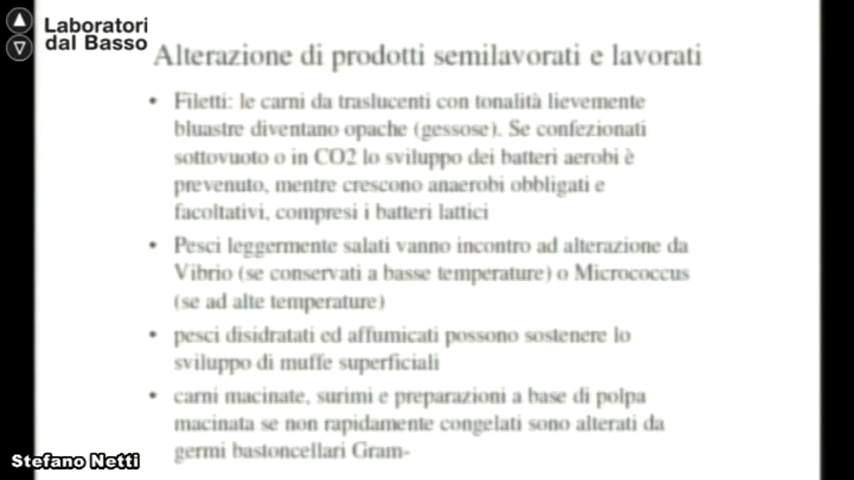 Laboratori
dal Basso
Alterazione di prodotti semilavorati e lavorati
• Filetti: le carni da traslucenti con tonalità lievemente
bluastre diventano opache (gessose). Se confezionati
sottovuoto o in CO2 lo sviluppo dei batteri aerobi è
prevenuto, mentre crescono anaerobi obbligati e
facoltativi, compresi i batteri lattici
• Pesci leggermente salati vanno incontro ad alterazione da
Vibrio (se conservati a basse temperature) o Micrococcus
(se ad alte temperature)
• pesci disidratati ed affumicati possono sostenere lo
sviluppo di muffe superficiali
• carni macinate, surimi e preparazioni a base di polpa
macinata se non rapidamente congelati sono alterati da
germi bastoncellari Gram-
Stefano Netti